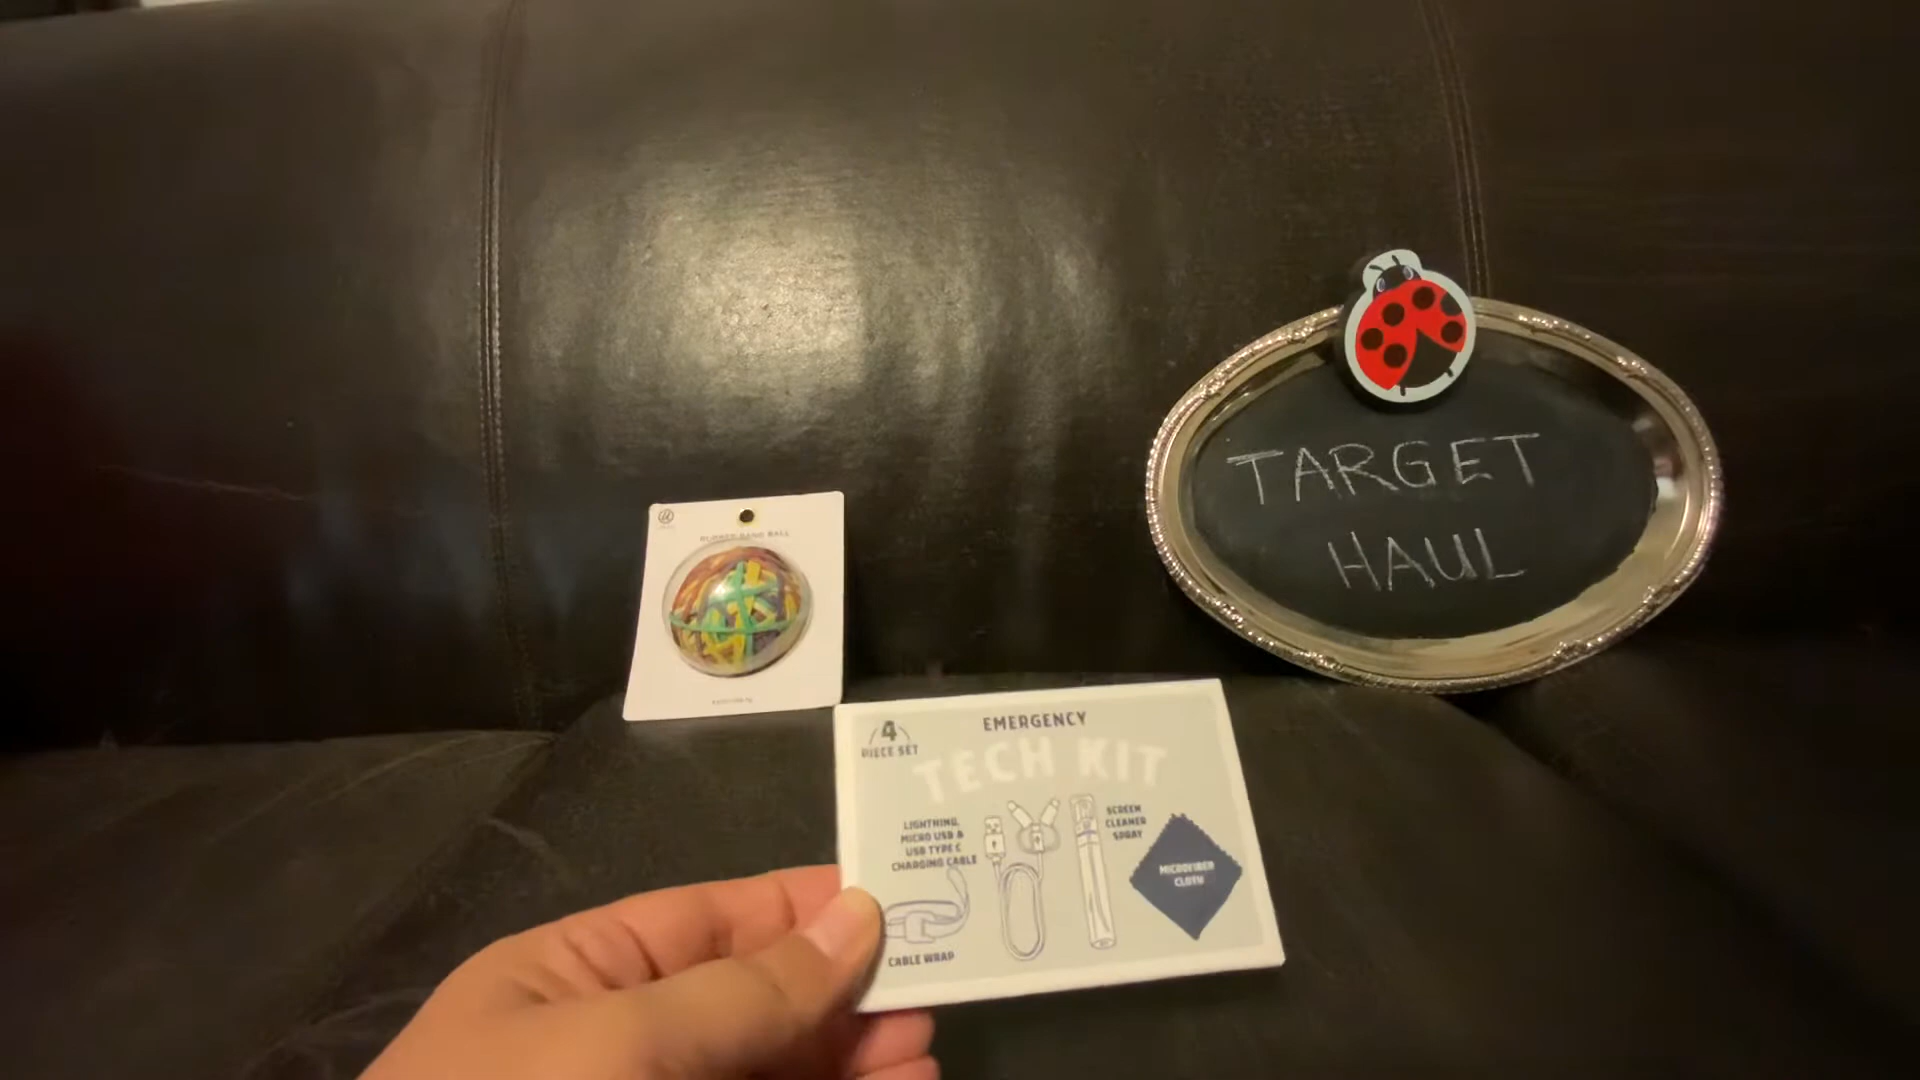 RUBBER BAND BALL
TARGET
HAUL
4
PIECE SET
EMERGENCY
TECH KIT
LIGHTNING,
MICRO USB &
USB TYPE C
CHARGING CABLE
SCREEN
CLEANER
SPRAY
MICROFIBER
CLOTH
CABLE WRAP